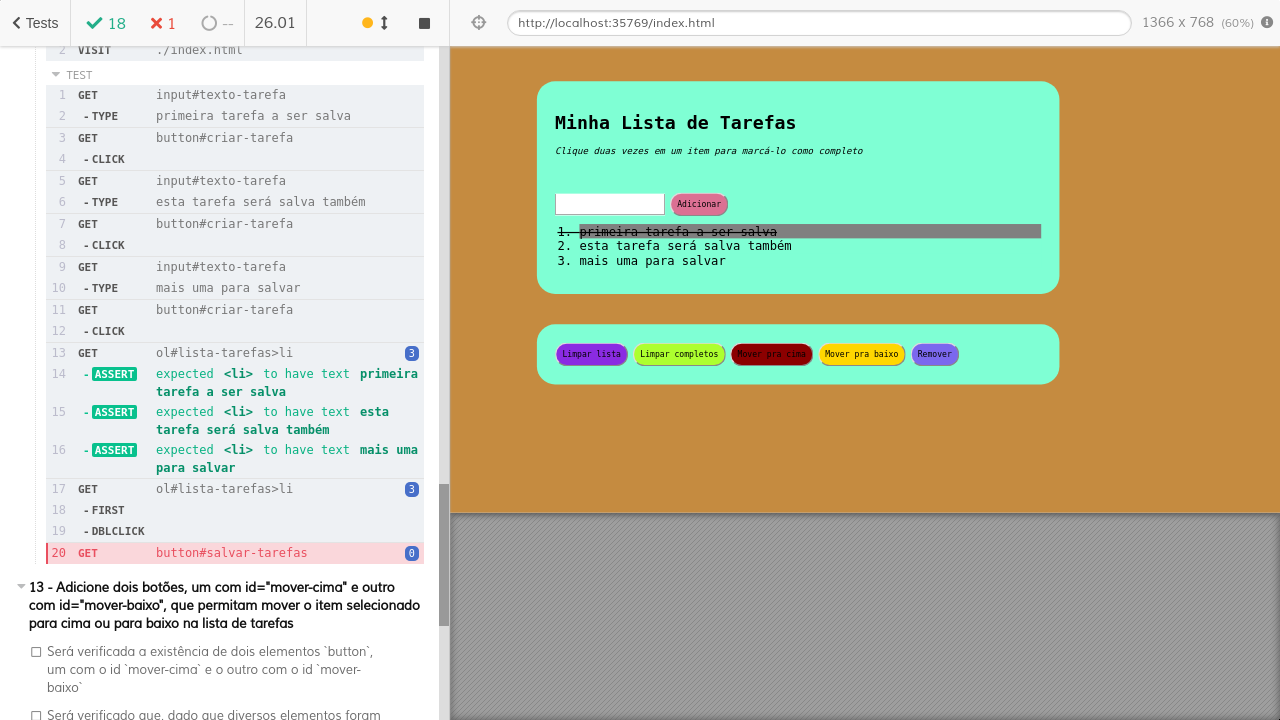 Tests
18
1
--
26.01
http://localhost:35769/index.html
1366 x 768 (60%)
2 VISIT ./index.html
TEST
1 GET input#texto-tarefa
2 - TYPE primeira tarefa a ser salva
3 GET button#criar-tarefa
4 - CLICK
5 GET input#texto-tarefa
6 - TYPE esta tarefa será salva também
7 GET button#criar-tarefa
8 - CLICK
9 GET input#texto-tarefa
10 - TYPE mais uma para salvar
11 GET button#criar-tarefa
12 - CLICK
13 GET ol#lista-tarefas>li 3
14 - ASSERT expected <li> to have text primeira
tarefa a ser salva
15 - ASSERT expected <li> to have text esta
tarefa será salva também
16 - ASSERT expected <li> to have text mais uma
para salvar
17 GET ol#lista-tarefas>li 3
18 - FIRST
19 - DBLCLICK
20 GET button#salvar-tarefas 0
13 - Adicione dois botões, um com id="mover-cima" e outro
com id="mover-baixo", que permitam mover o item selecionado
para cima ou para baixo na lista de tarefas
Será verificada a existência de dois elementos `button`,
um com o id `mover-cima` e o outro com o id `mover-
baixo`
Será verificado que, dado que diversos elementos foram
Minha Lista de Tarefas
Clique duas vezes em um item para marcá-lo como completo
Adicionar
1. primeira tarefa a ser salva
2. esta tarefa será salva também
3. mais uma para salvar
Limpar lista
Limpar completos
Mover pra cima
Mover pra baixo
Remover